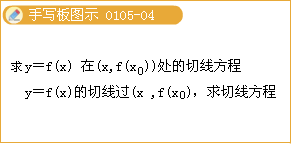 手写板图示 0105-04
求y=f(x) 在(x,f(x₀))处的切线方程
y=f(x)的切线过(x ,f(x₀), 求切线方程